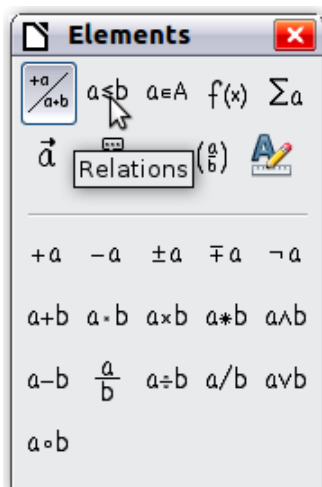 Elements
+a/a+b a≤b a∈A f(x) Σa
a⃗ (a/b) A
Relations
+a −a ±a ∓a ¬a
a+b a·b a×b a∗b a∧b
a−b a/b a÷b a/b a∨b
a∘b